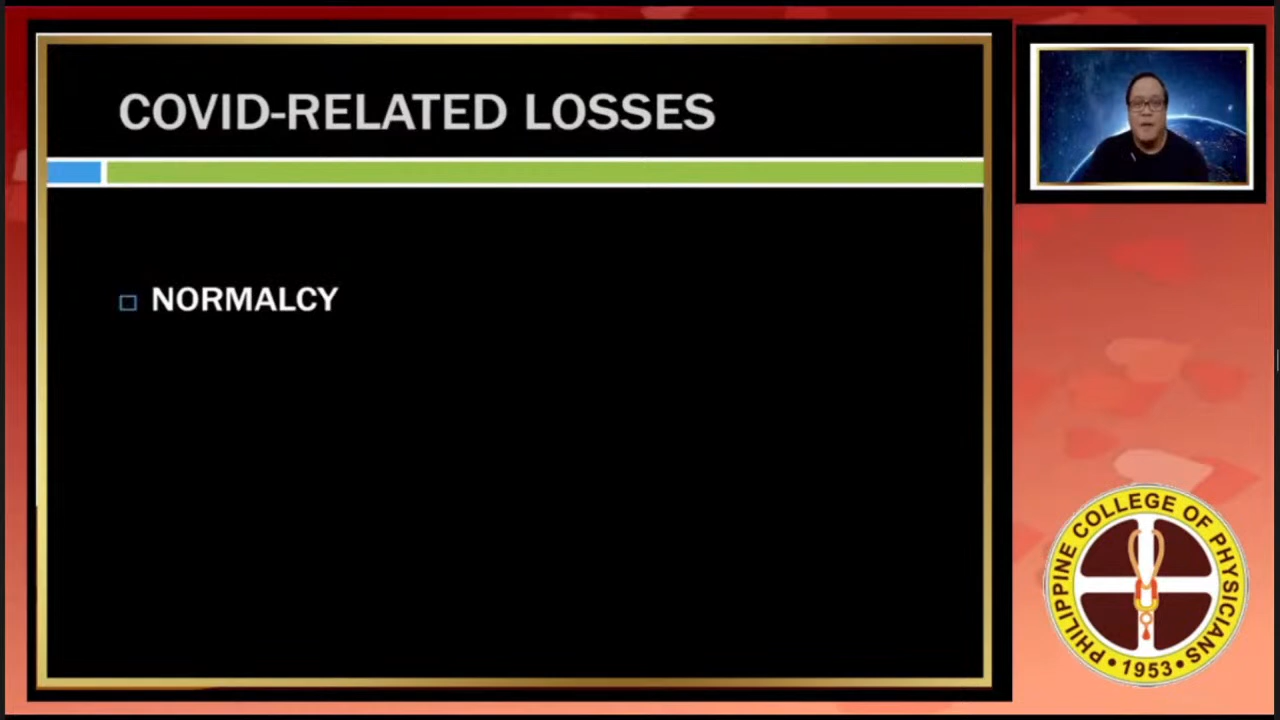 COVID-RELATED LOSSES
NORMALCY
PHILIPPINE COLLEGE OF PHYSICIANS
• 1953 •